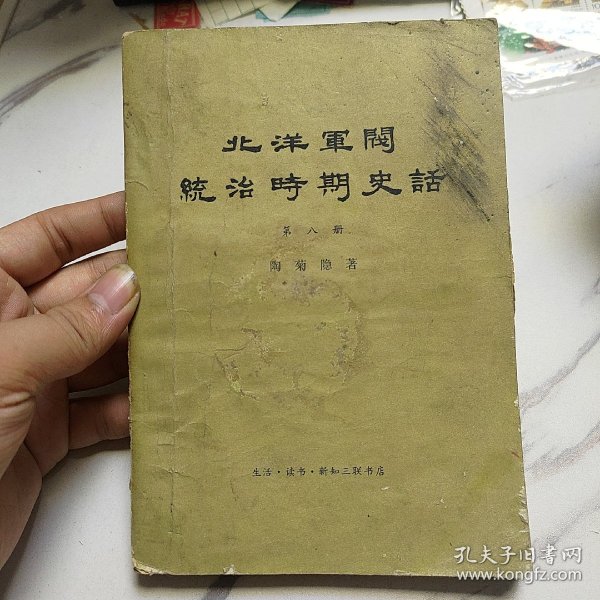 北洋軍閥
統治時期史話
第八册
陶菊隐著
生活·读书·新知三联书店
孔夫子旧书网
www.kongfz.com